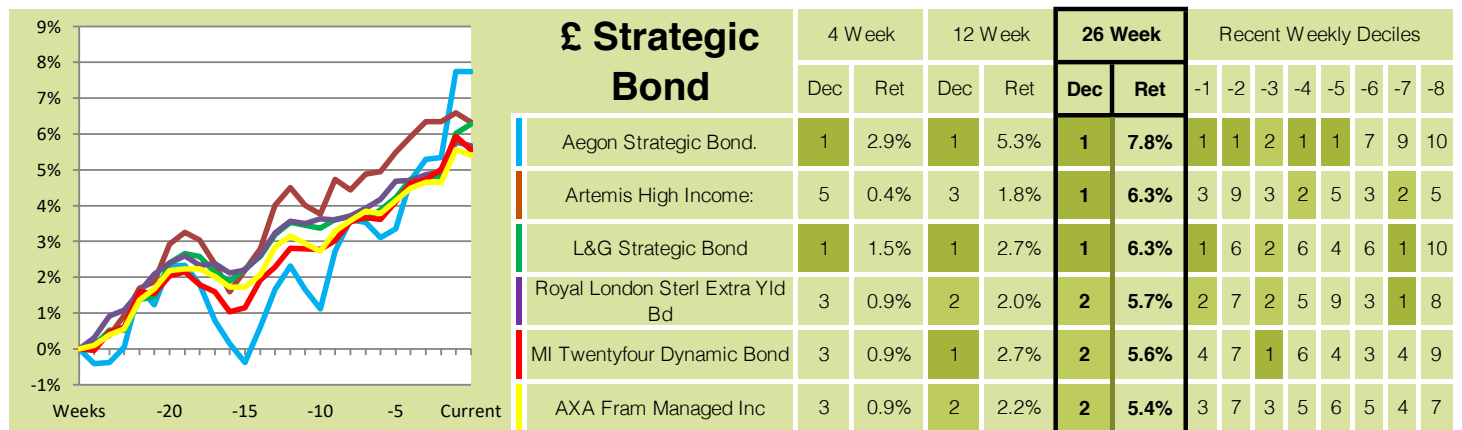 9%
8%
7%
6%
5%
4%
3%
2%
1%
0%
-1%
Weeks -20 -15 -10 -5 Current
£ Strategic
Bond
4 Week 12 Week 26 Week Recent Weekly Deciles
Dec Ret Dec Ret Dec Ret -1 -2 -3 -4 -5 -6 -7 -8
Aegon Strategic Bond. 1 2.9% 1 5.3% 1 7.8% 1 1 2 1 1 7 9 10
Artemis High Income: 5 0.4% 3 1.8% 1 6.3% 3 9 3 2 5 3 2 5
L&G Strategic Bond 1 1.5% 1 2.7% 1 6.3% 1 6 2 6 4 6 1 10
Royal London Sterl Extra Yld
Bd 3 0.9% 2 2.0% 2 5.7% 2 7 2 5 9 3 1 8
MI Twentyfour Dynamic Bond 3 0.9% 1 2.7% 2 5.6% 4 7 1 6 4 3 4 9
AXA Fram Managed Inc 3 0.9% 2 2.2% 2 5.4% 3 7 3 5 6 5 4 7